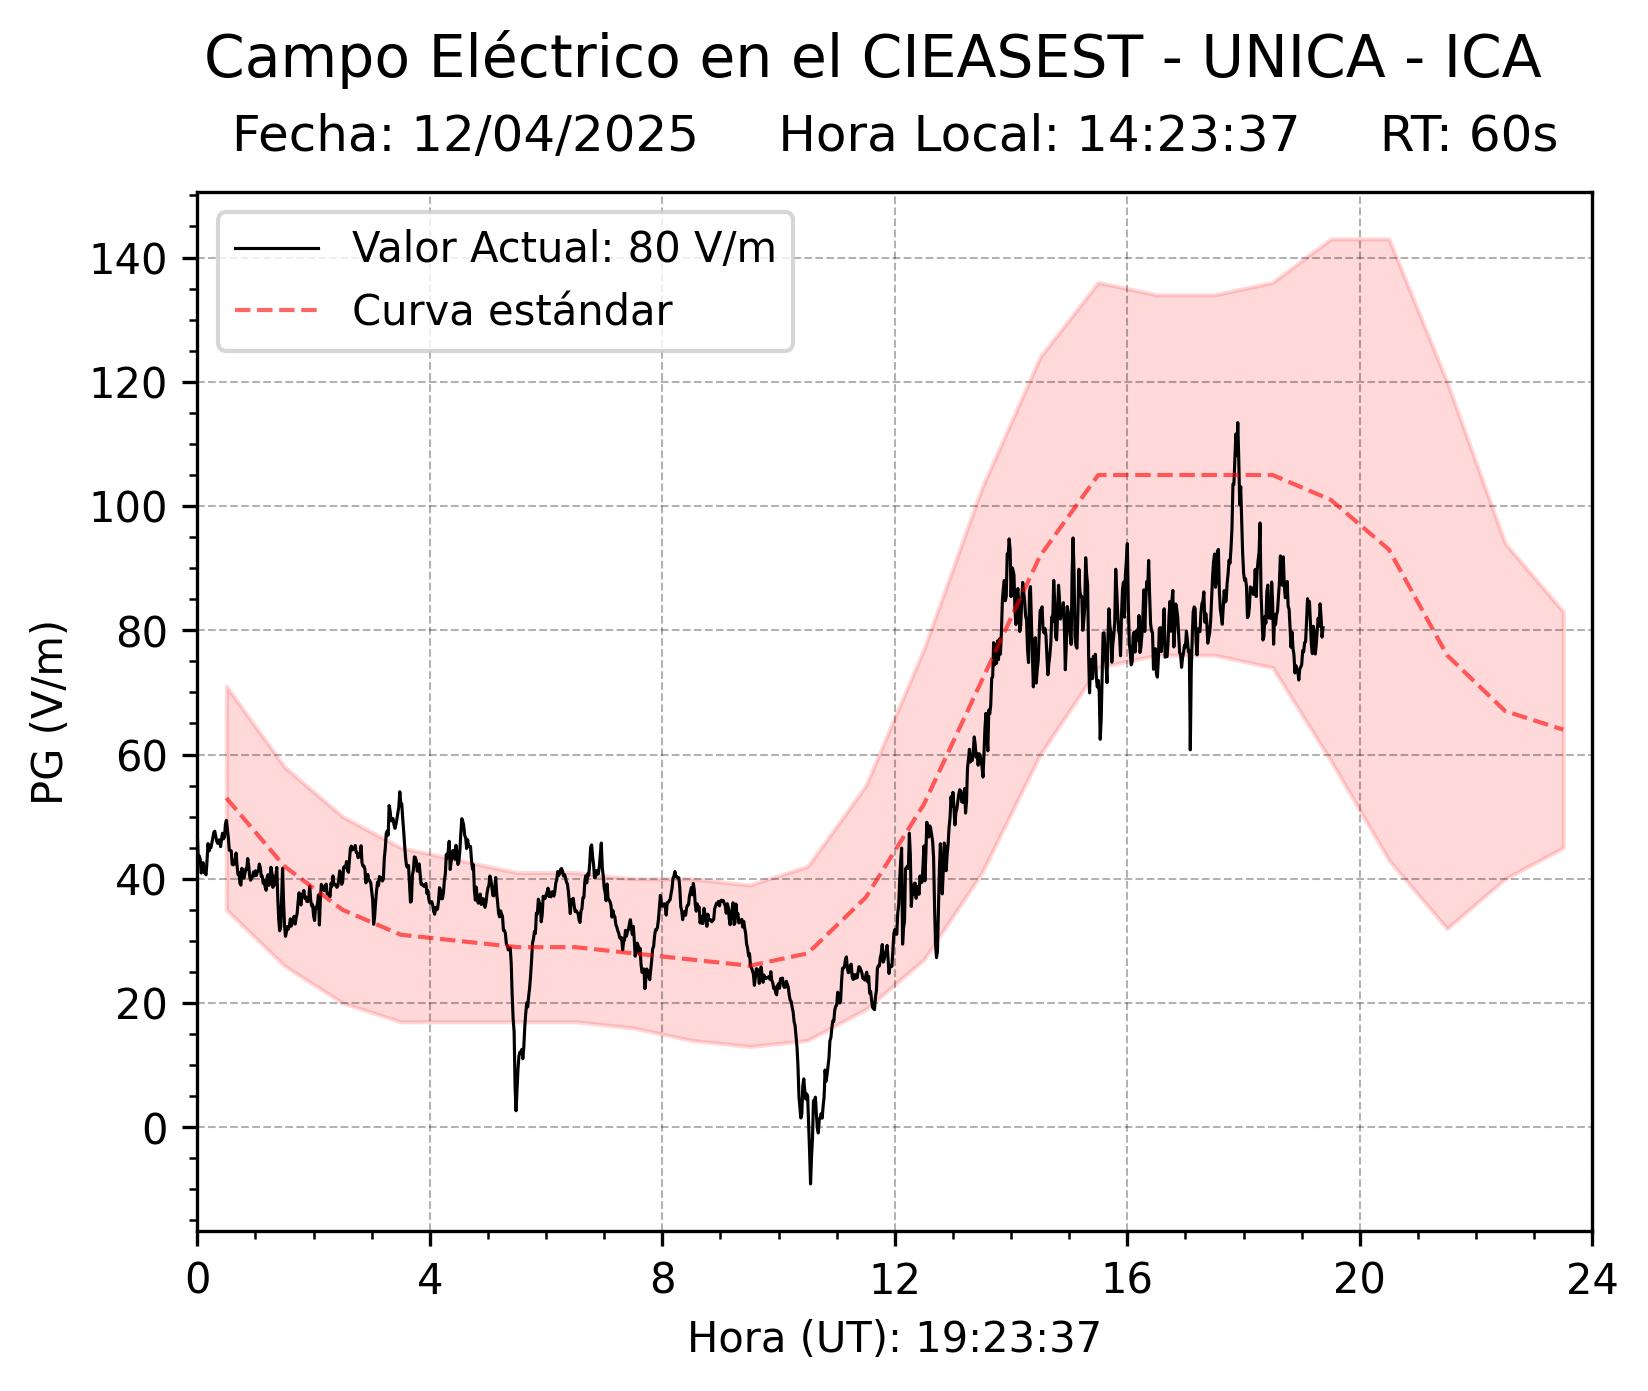 Campo Eléctrico en el CIEASEST - UNICA - ICA
Fecha: 12/04/2025 Hora Local: 14:23:37 RT: 60s
Valor Actual: 80 V/m
Curva estándar
140
120
100
80
60
40
20
0
PG (V/m)
0 4 8 12 16 20 24
Hora (UT): 19:23:37